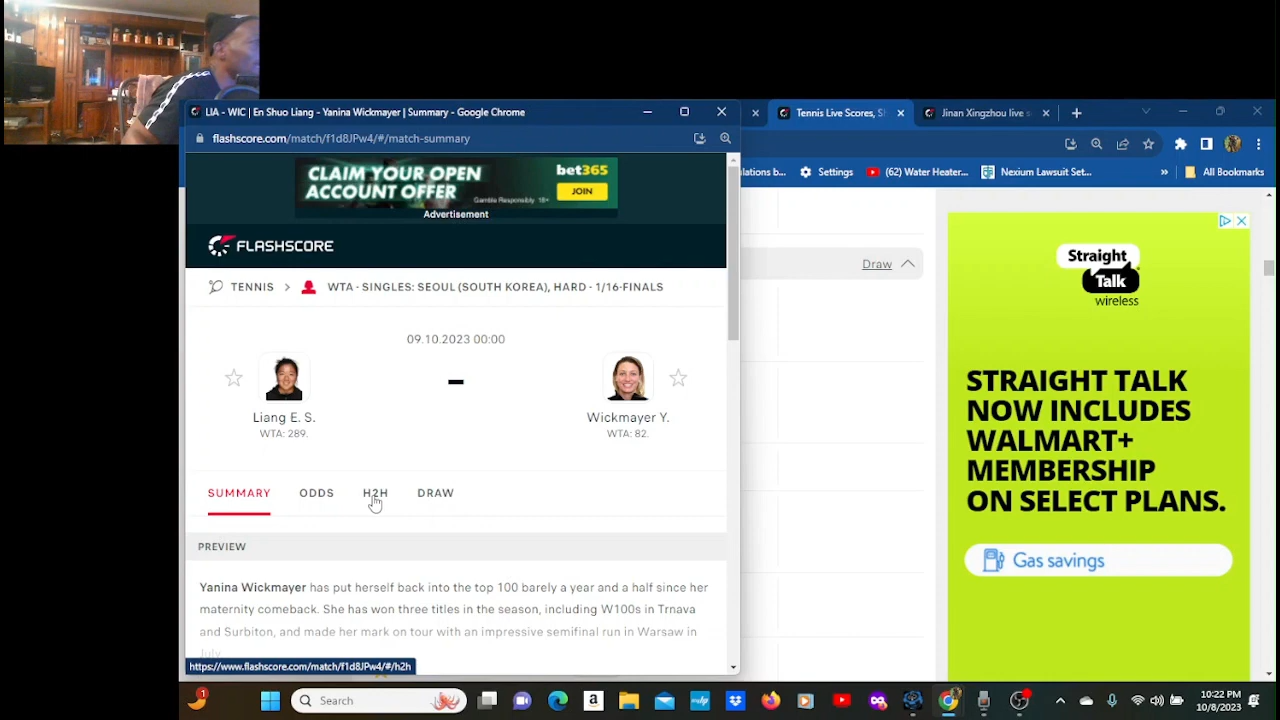 LIA - WIC | En Shuo Liang - Yanina Wickmayer | Summary - Google Chrome
Tennis Live Scores, S
Jinan Xingzhou live s
flashscore.com/match/f1d8JPw4/#/match-summary
lations b...
Settings
(62) Water Heater...
Nexium Lawsuit Set...
»
All Bookmarks
CLAIM YOUR OPEN
ACCOUNT OFFER
bet365
JOIN
Gamble Responsibly 18+
Advertisement
FLASHSCORE
Draw
TENNIS > WTA - SINGLES: SEOUL (SOUTH KOREA), HARD - 1/16-FINALS
09.10.2023 00:00
-
Liang E. S.
WTA: 289.
Wickmayer Y.
WTA: 82.
SUMMARY ODDS H2H DRAW
PREVIEW
Yanina Wickmayer has put herself back into the top 100 barely a year and a half since her
maternity comeback. She has won three titles in the season, including W100s in Trnava
and Surbiton, and made her mark on tour with an impressive semifinal run in Warsaw in
July
https://www.flashscore.com/match/f1d8JPw4/#/h2h
Straight
Talk
wireless
STRAIGHT TALK
NOW INCLUDES
WALMART+
MEMBERSHIP
ON SELECT PLANS.
Gas savings
1
Search
10:22 PM
10/8/2023